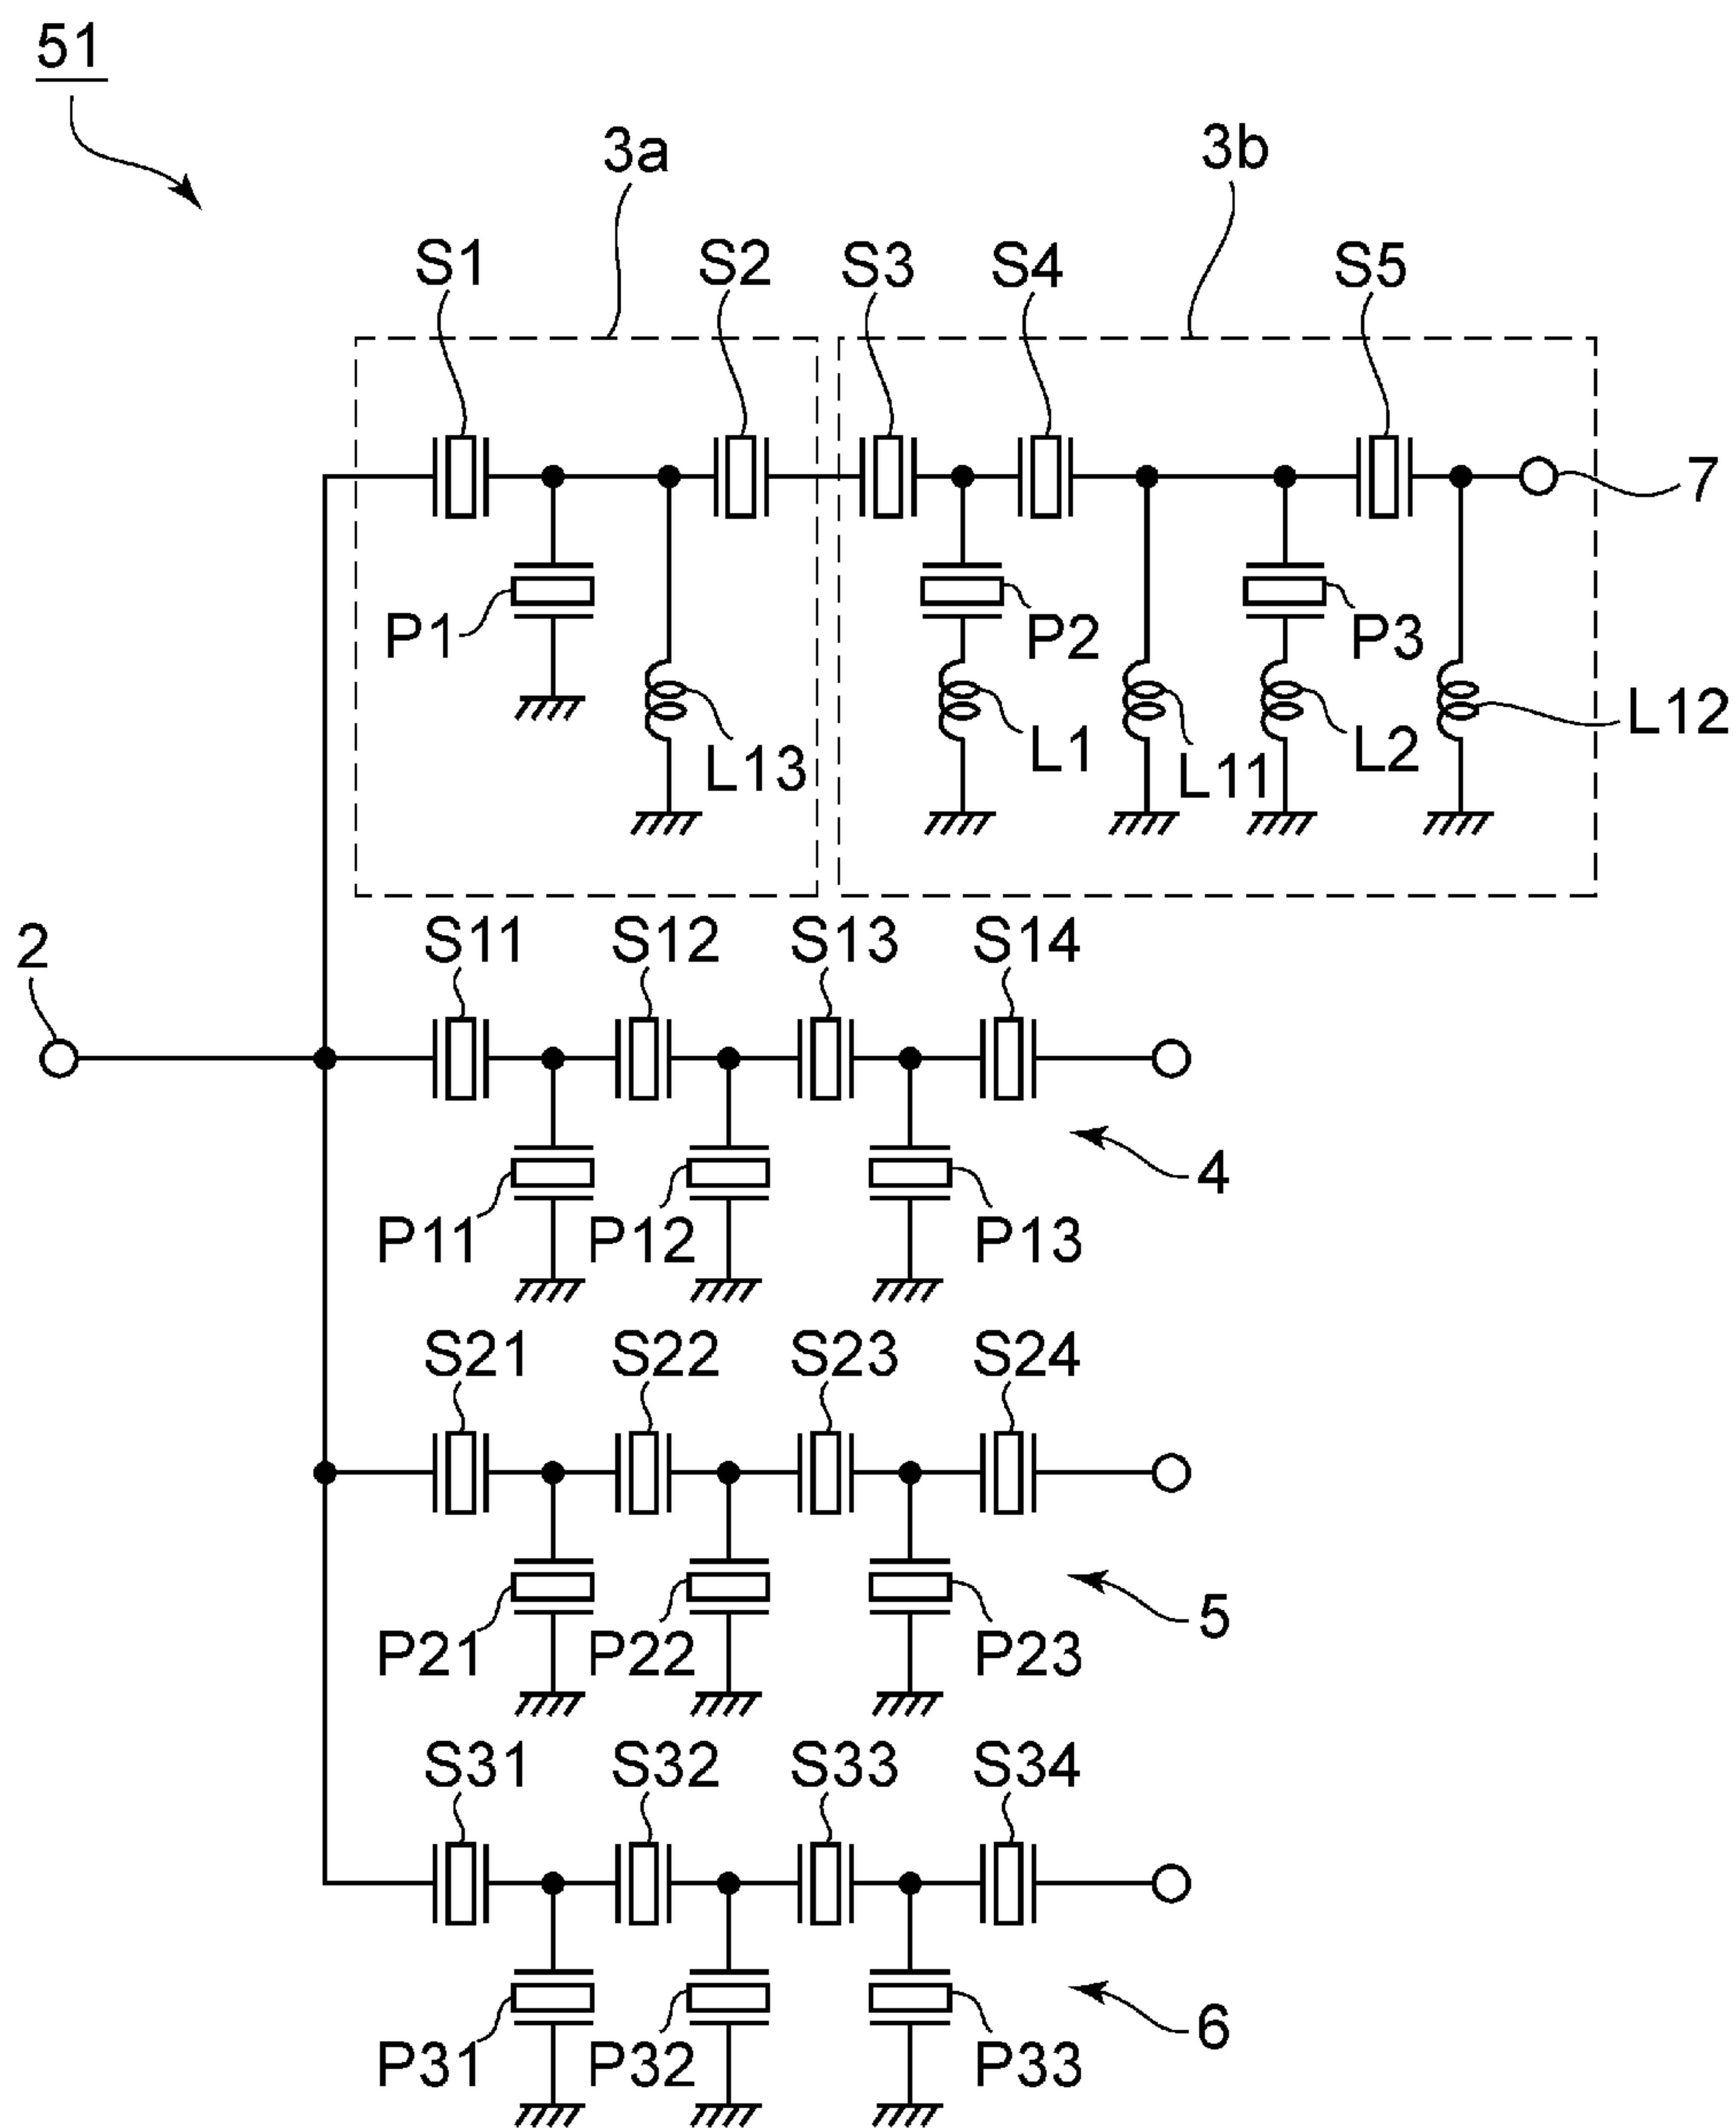 51
3a 3b
S1 S2 S3 S4 S5
7
P1 P2 P3
L13 L1 L11 L2 L12
2
S11 S12 S13 S14
4
P11 P12 P13
S21 S22 S23 S24
5
P21 P22 P23
S31 S32 S33 S34
6
P31 P32 P33